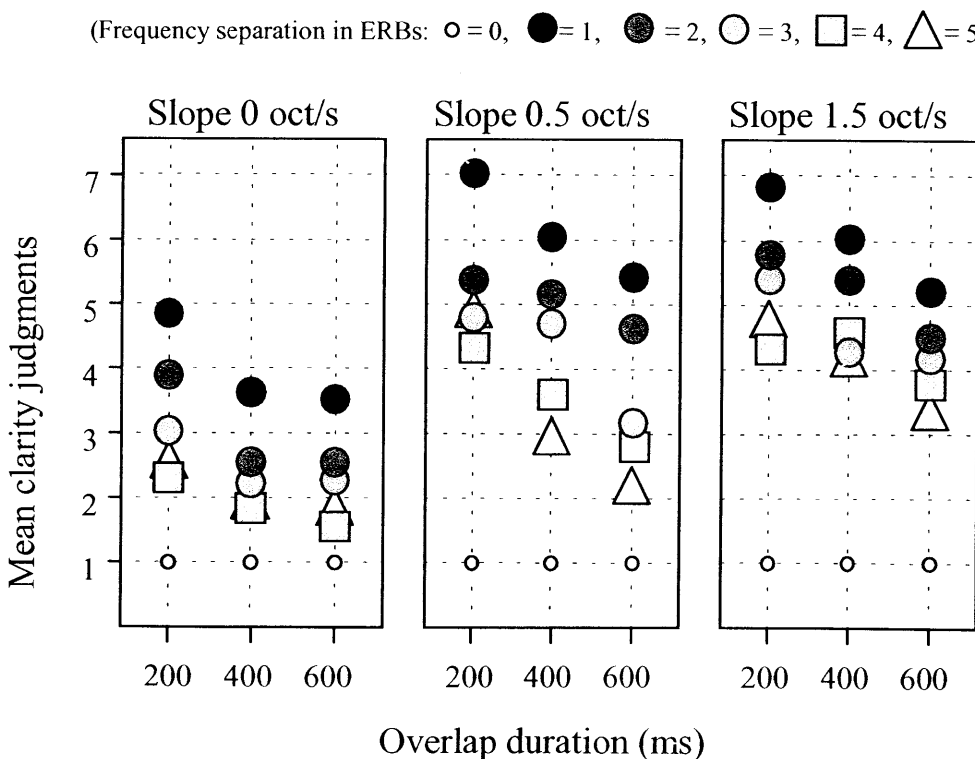 (Frequency separation in ERBs: = 0, = 1, = 2, = 3, = 4, = 5
Slope 0 oct/s Slope 0.5 oct/s Slope 1.5 oct/s
7
6
5
4
3
2
1
Mean clarity judgments
200 400 600 200 400 600 200 400 600
Overlap duration (ms)